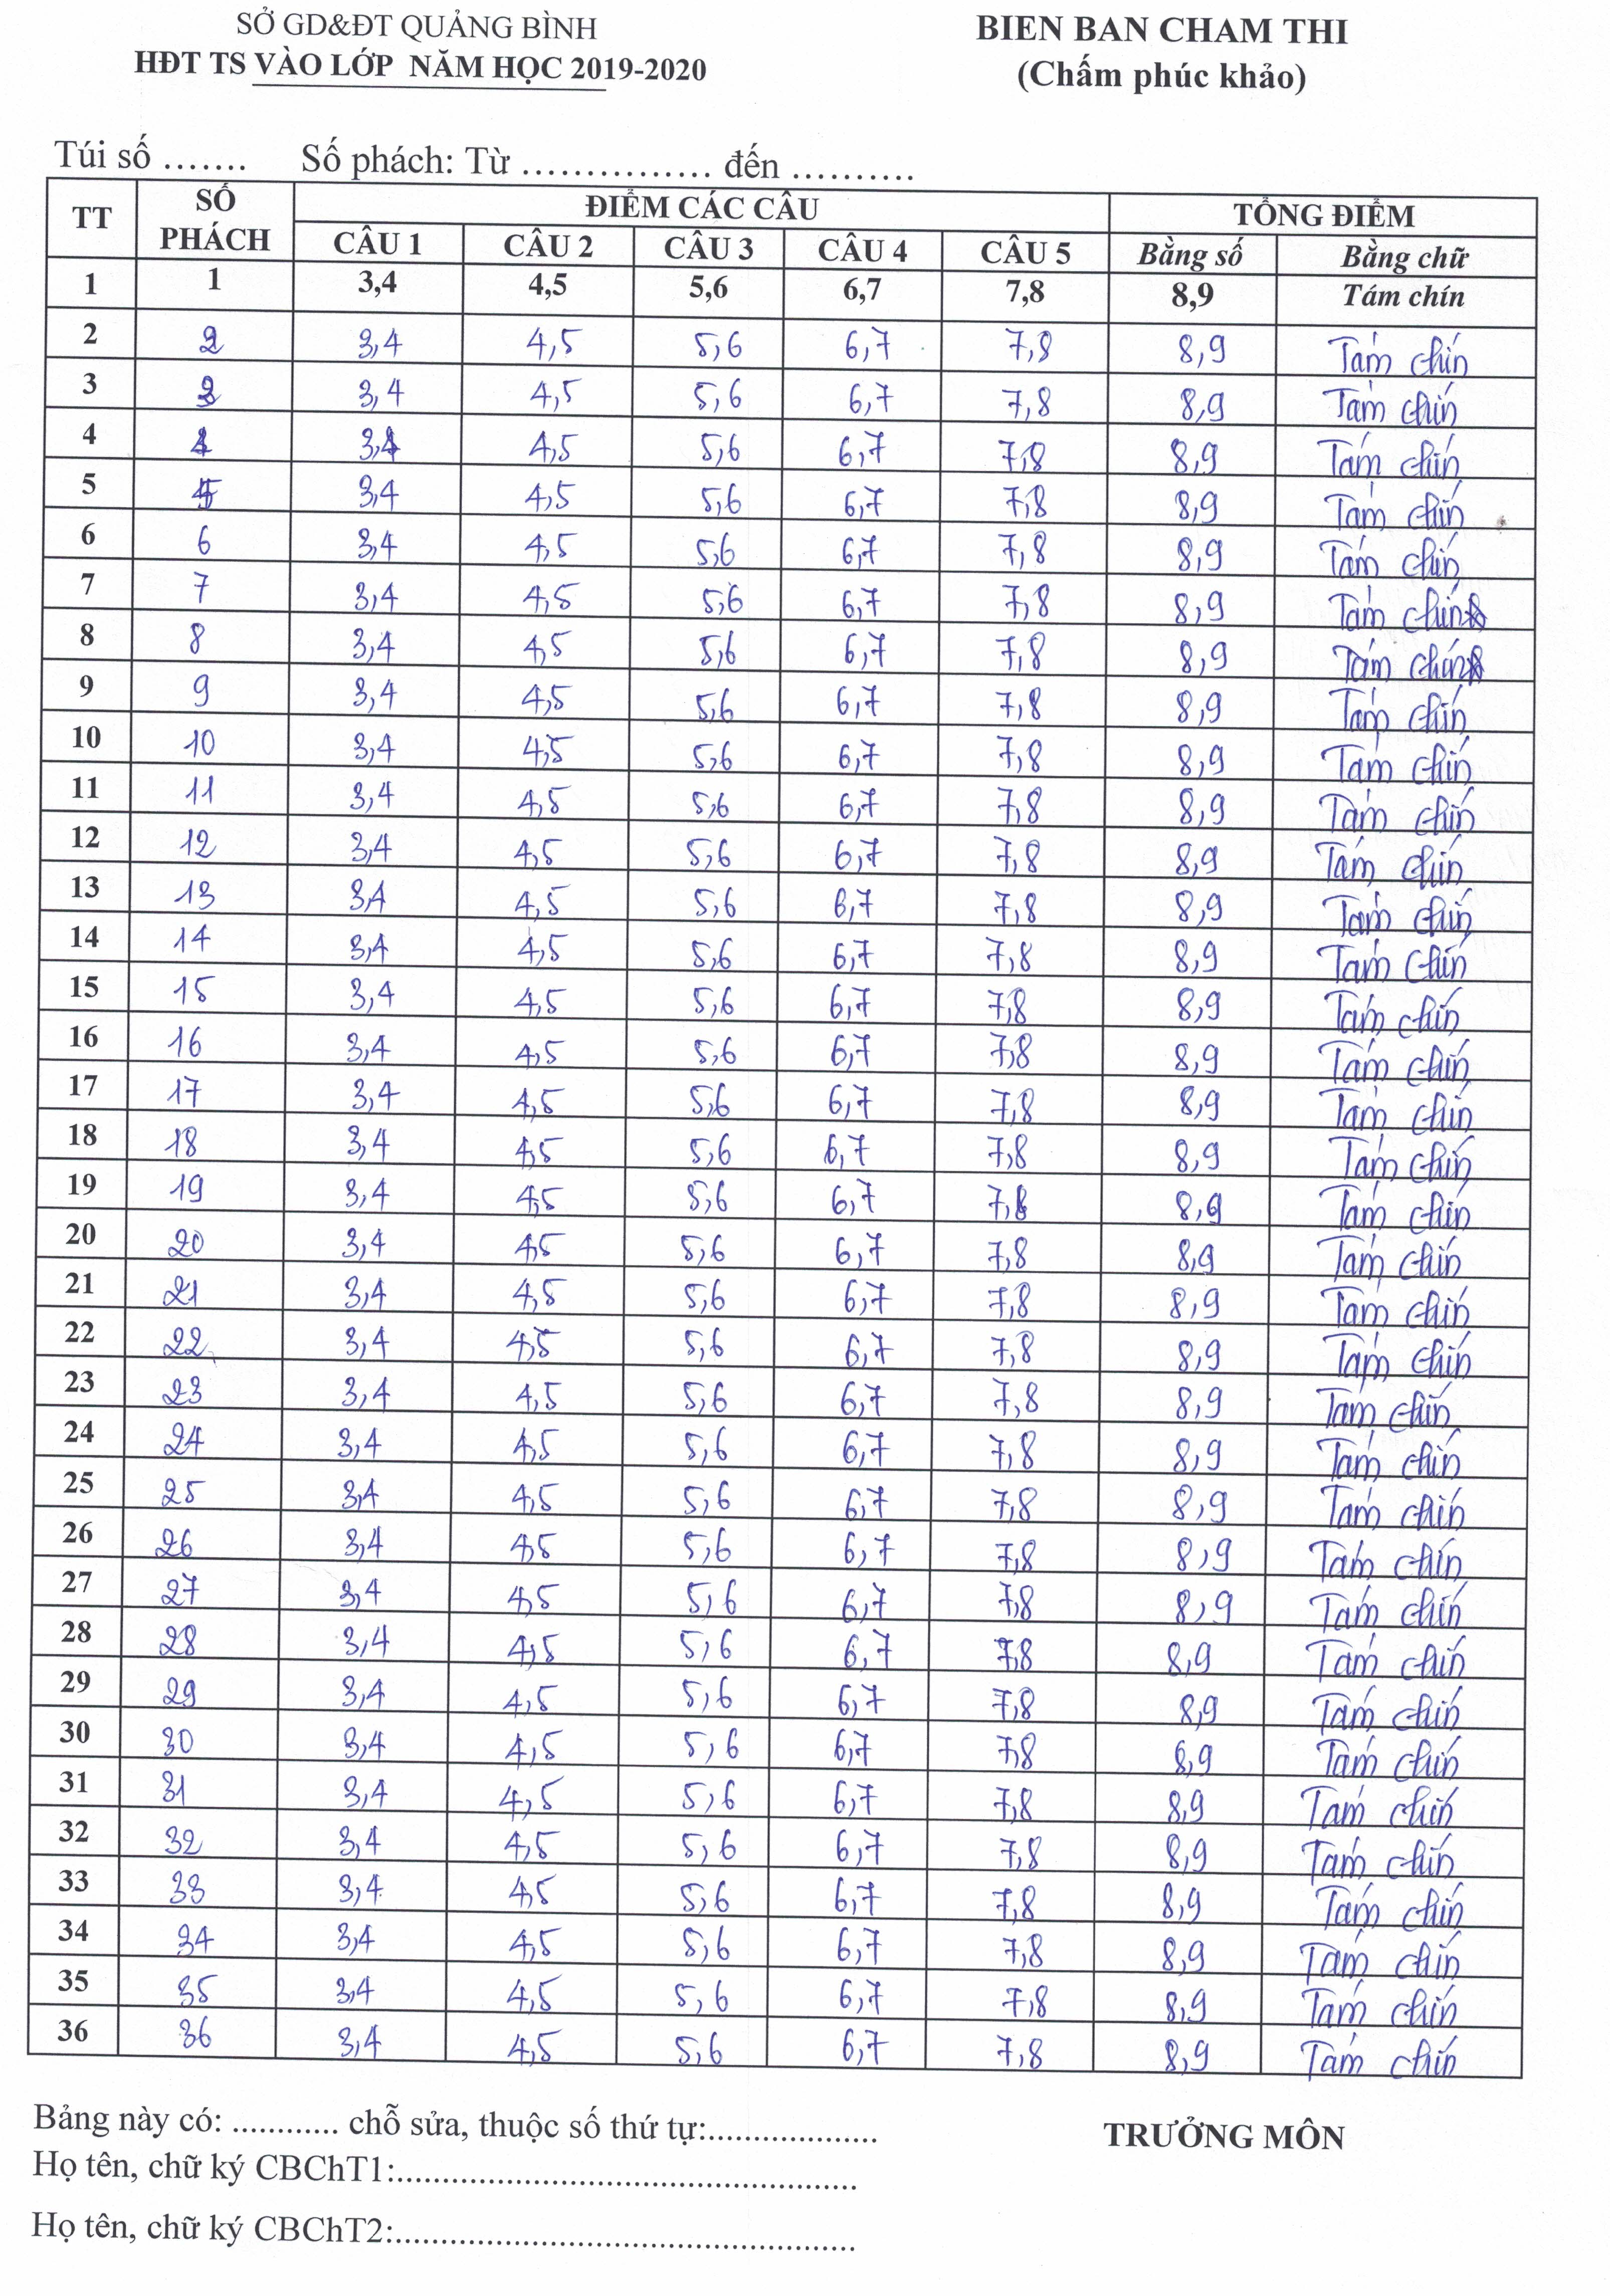 SỞ GD&ĐT QUẢNG BÌNH
HĐT TS VÀO LỚP NĂM HỌC 2019-2020
BIEN BAN CHAM THI
(Chấm phúc khảo)
Túi số ....... Số phách: Từ ................ đến ...........
TT SỐ PHÁCH ĐIỂM CÁC CÂU TỔNG ĐIỂM
CÂU 1 CÂU 2 CÂU 3 CÂU 4 CÂU 5 Bằng số Bằng chữ
1 1 3,4 4,5 5,6 6,7 7,8 8,9 Tám chín
2 2 3,4 4,5 5,6 6,7 7,8 8,9 Tám chín
3 3 3,4 4,5 5,6 6,7 7,8 8,9 Tám chín
4 4 3,4 4,5 5,6 6,7 7,8 8,9 Tám chín
5 5 3,4 4,5 5,6 6,7 7,8 8,9 Tám chín
6 6 3,4 4,5 5,6 6,7 7,8 8,9 Tám chín
7 7 3,4 4,5 5,6 6,7 7,8 8,9 Tám chín
8 8 3,4 4,5 5,6 6,7 7,8 8,9 Tám chín
9 9 3,4 4,5 5,6 6,7 7,8 8,9 Tám chín
10 10 3,4 4,5 5,6 6,7 7,8 8,9 Tám chín
11 11 3,4 4,5 5,6 6,7 7,8 8,9 Tám chín
12 12 3,4 4,5 5,6 6,7 7,8 8,9 Tám chín
13 13 3,4 4,5 5,6 6,7 7,8 8,9 Tám chín
14 14 3,4 4,5 5,6 6,7 7,8 8,9 Tám chín
15 15 3,4 4,5 5,6 6,7 7,8 8,9 Tám chín
16 16 3,4 4,5 5,6 6,7 7,8 8,9 Tám chín
17 17 3,4 4,5 5,6 6,7 7,8 8,9 Tám chín
18 18 3,4 4,5 5,6 6,7 7,8 8,9 Tám chín
19 19 3,4 4,5 5,6 6,7 7,8 8,9 Tám chín
20 20 3,4 4,5 5,6 6,7 7,8 8,9 Tám chín
21 21 3,4 4,5 5,6 6,7 7,8 8,9 Tám chín
22 22 3,4 4,5 5,6 6,7 7,8 8,9 Tám chín
23 23 3,4 4,5 5,6 6,7 7,8 8,9 Tám chín
24 24 3,4 4,5 5,6 6,7 7,8 8,9 Tám chín
25 25 3,4 4,5 5,6 6,7 7,8 8,9 Tám chín
26 26 3,4 4,5 5,6 6,7 7,8 8,9 Tám chín
27 27 3,4 4,5 5,6 6,7 7,8 8,9 Tám chín
28 28 3,4 4,5 5,6 6,7 7,8 8,9 Tám chín
29 29 3,4 4,5 5,6 6,7 7,8 8,9 Tám chín
30 30 3,4 4,5 5,6 6,7 7,8 8,9 Tám chín
31 31 3,4 4,5 5,6 6,7 7,8 8,9 Tám chín
32 32 3,4 4,5 5,6 6,7 7,8 8,9 Tám chín
33 33 3,4 4,5 5,6 6,7 7,8 8,9 Tám chín
34 34 3,4 4,5 5,6 6,7 7,8 8,9 Tám chín
35 35 3,4 4,5 5,6 6,7 7,8 8,9 Tám chín
36 36 3,4 4,5 5,6 6,7 7,8 8,9 Tám chín
Bảng này có: ............ chỗ sửa, thuộc số thứ tự:...................
TRƯỞNG MÔN
Họ tên, chữ ký CBChT1:...................................................
Họ tên, chữ ký CBChT2:...................................................